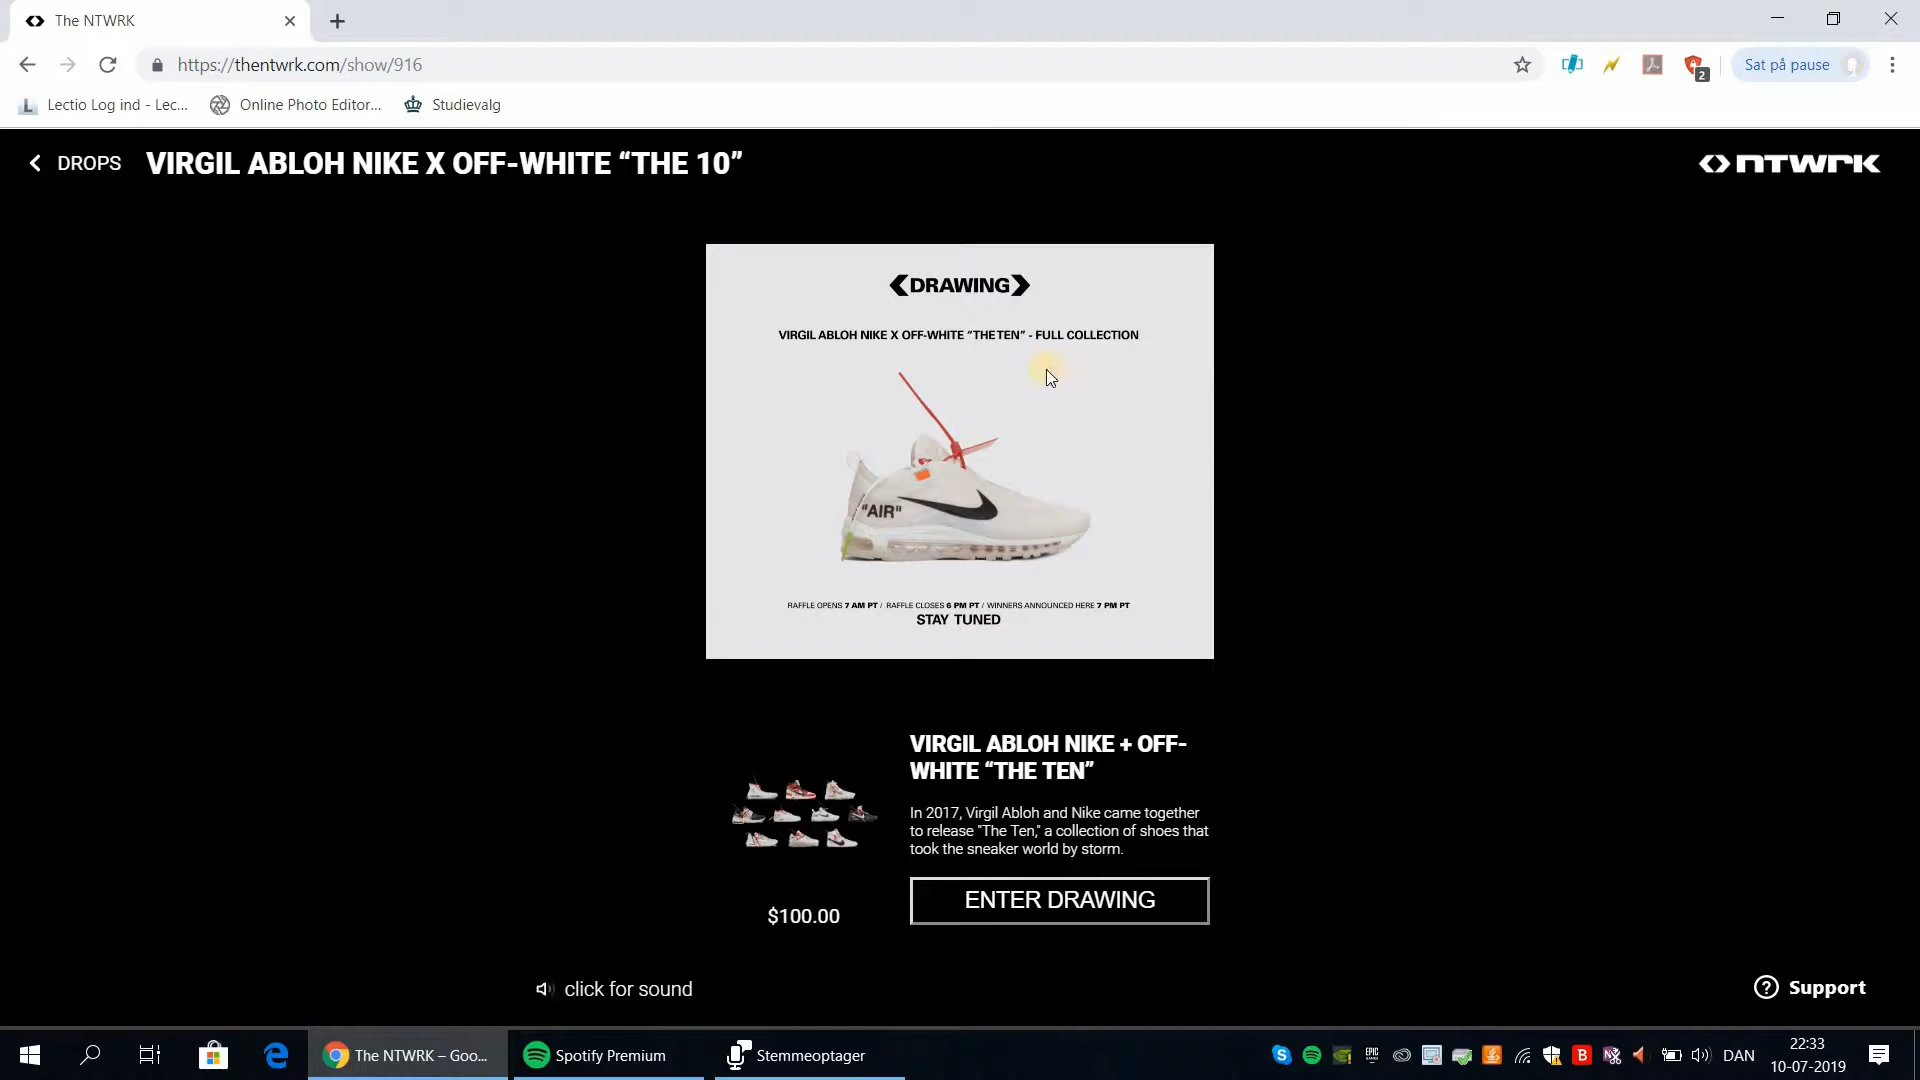 The NTWRK
https://thentwrk.com/show/916
2
Sat på pause
Lectio Log ind - Lec...
Online Photo Editor...
Studievalg
DROPS
VIRGIL ABLOH NIKE X OFF-WHITE “THE 10”
NTWRK
DRAWING
VIRGIL ABLOH NIKE X OFF-WHITE “THE TEN” - FULL COLLECTION
"AIR"
RAFFLE OPENS 7 AM PT / RAFFLE CLOSES 6 PM PT / WINNERS ANNOUNCED HERE 7 PM PT
STAY TUNED
VIRGIL ABLOH NIKE + OFF-
WHITE “THE TEN”
In 2017, Virgil Abloh and Nike came together
to release "The Ten," a collection of shoes that
took the sneaker world by storm.
$100.00
ENTER DRAWING
click for sound
Support
The NTWRK – Goo...
Spotify Premium
Stemmeoptager
EPIC
B
DAN
22:33
10-07-2019